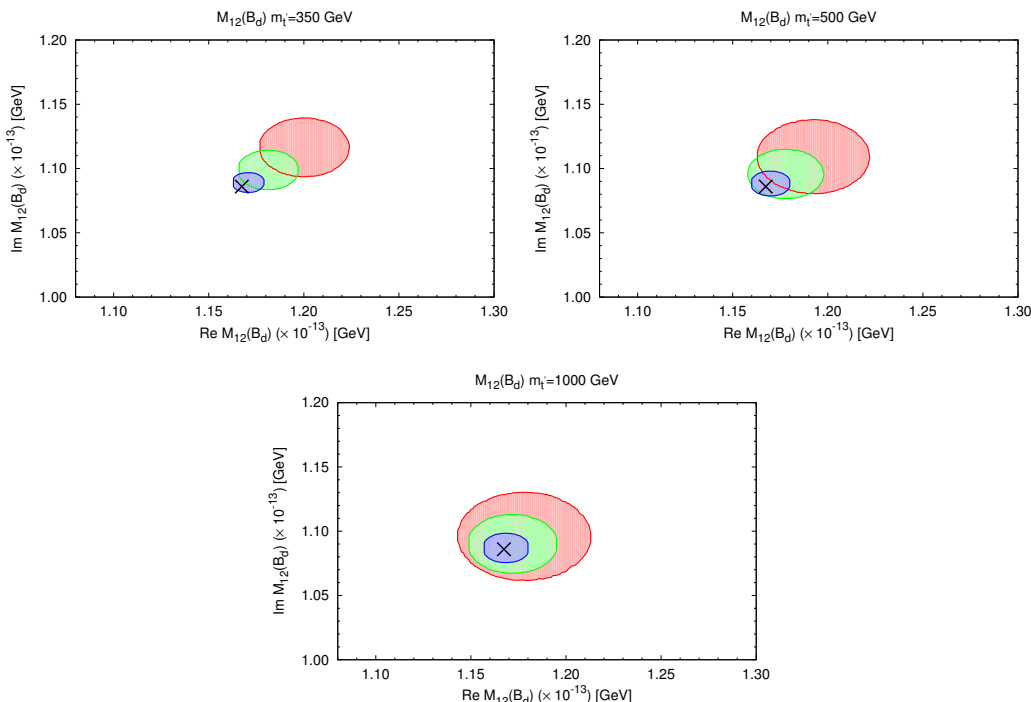 M12(Bd) mt'=350 GeV
1.20
1.15
1.10
1.05
1.00
Im M12(Bd) (× 10-13) [GeV]
1.10 1.15 1.20 1.25 1.30
Re M12(Bd) (× 10-13) [GeV]
M12(Bd) mt'=500 GeV
1.20
1.15
1.10
1.05
1.00
Im M12(Bd) (× 10-13) [GeV]
1.10 1.15 1.20 1.25 1.30
Re M12(Bd) (× 10-13) [GeV]
M12(Bd) mt'=1000 GeV
1.20
1.15
1.10
1.05
1.00
Im M12(Bd) (× 10-13) [GeV]
1.10 1.15 1.20 1.25 1.30
Re M12(Bd) (× 10-13) [GeV]